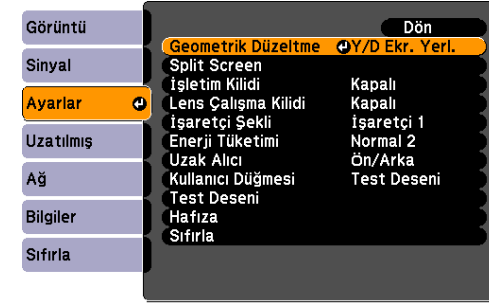 Görüntü
Sinyal
Ayarlar
Uzatılmış
Ağ
Bilgiler
Sıfırla
Dön
Geometrik Düzeltme Y/D Ekr. Yerl.
Split Screen
İşletim Kilidi Kapalı
Lens Çalışma Kilidi Kapalı
İşaretçi Şekli İşaretçi 1
Enerji Tüketimi Normal 2
Uzak Alıcı Ön/Arka
Kullanıcı Düğmesi Test Deseni
Test Deseni
Hafıza
Sıfırla